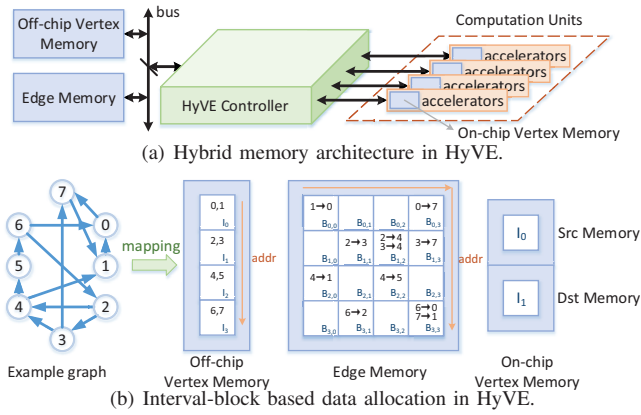 Off-chip Vertex Memory
bus
Edge Memory
HyVE Controller
Computation Units
accelerators
accelerators
accelerators
accelerators
On-chip Vertex Memory
(a) Hybrid memory architecture in HyVE.
7
6
0
5
1
4
2
3
Example graph
mapping
0,1
I0
2,3
I1
4,5
I2
6,7
I3
addr
Off-chip Vertex Memory
1→0
0→7
B0,0 B0,1 B0,2 B0,3
2→3
2→4
3→4
3→7
B1,0 B1,1 B1,2 B1,3
4→1
4→5
B2,0 B2,1 B2,2 B2,3
6→2
6→0
7→1
B3,0 B3,1 B3,2 B3,3
addr
Edge Memory
I0
Src Memory
I1
Dst Memory
On-chip Vertex Memory
(b) Interval-block based data allocation in HyVE.